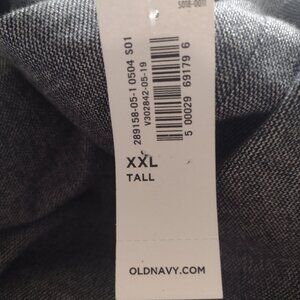 289158-05-1 0504 S01
V302842-05-19
5 00029 69179 6
XXL
TALL
OLDNAVY.COM